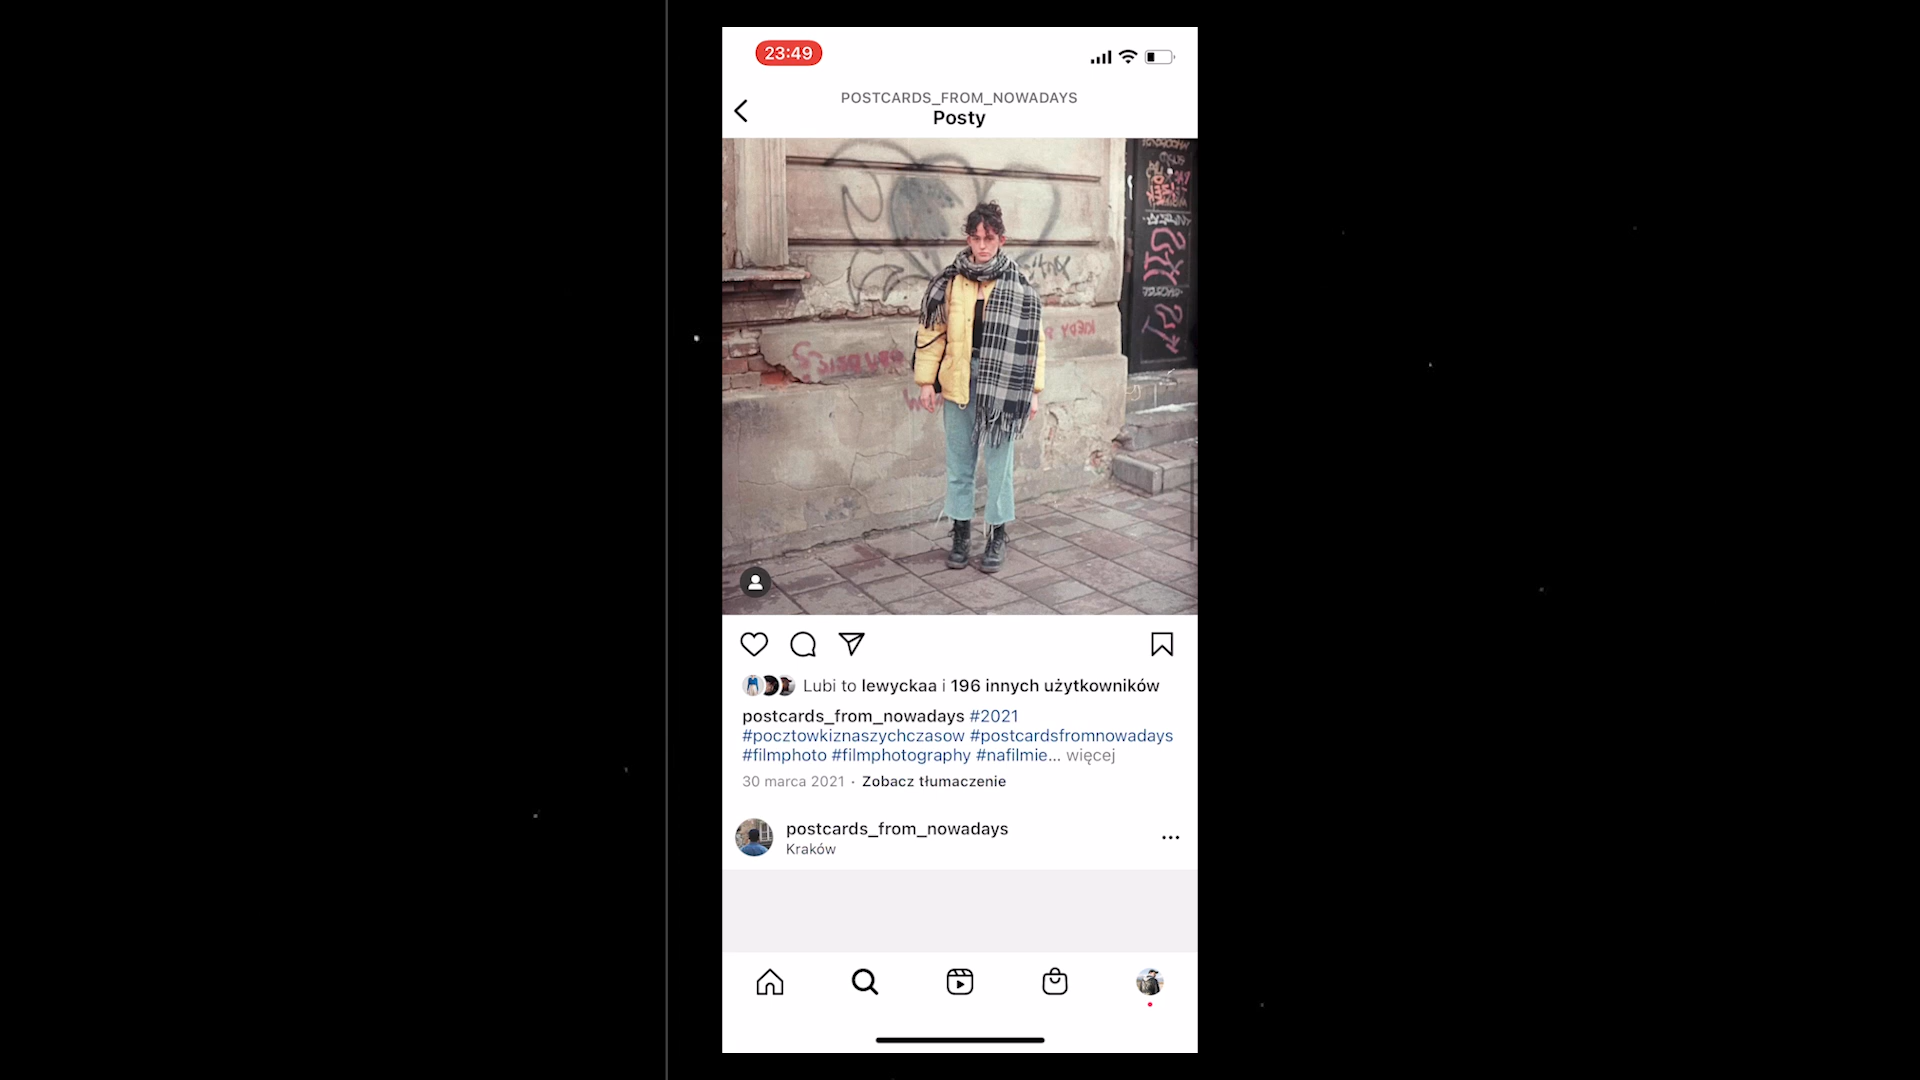 23:49
POSTCARDS_FROM_NOWADAYS
Posty
Lubi to lewyckaa i 196 innych użytkowników
postcards_from_nowadays #2021
#pocztowkiznaszychczasow #postcardsfromnowadays
#filmphoto #filmphotography #nafilmie... więcej
30 marca 2021 · Zobacz tłumaczenie
postcards_from_nowadays
Kraków